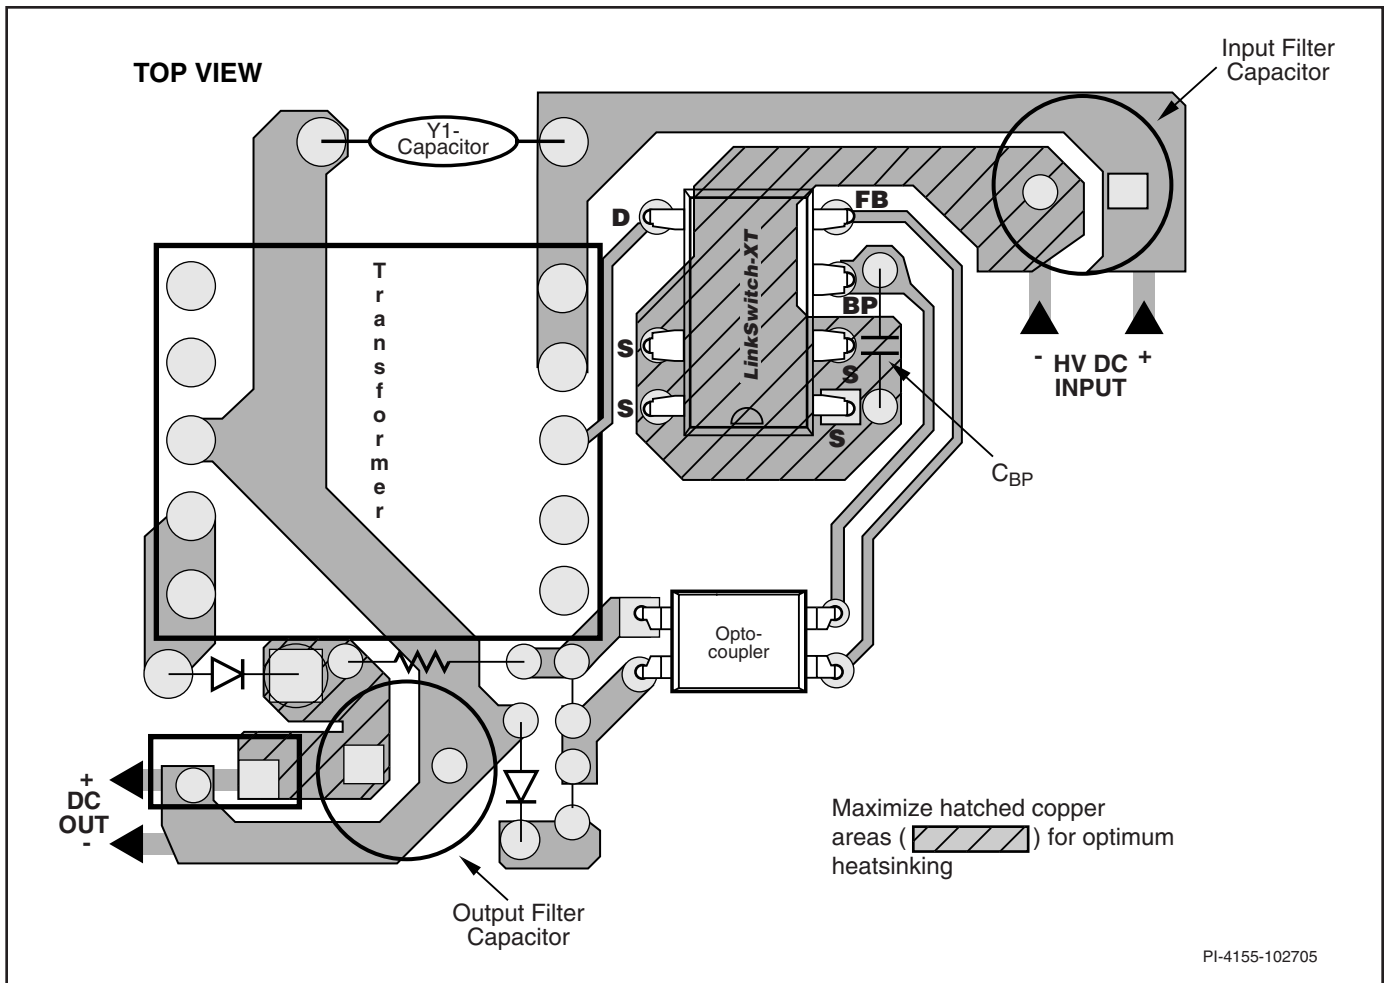 TOP VIEW
Input Filter
Capacitor
Y1-
Capacitor
D
FB
Transformer
LinkSwitch-XT
BP
S
S
S
S
- HV DC +
INPUT
CBP
Opto-
coupler
+
DC
OUT
-
Maximize hatched copper
areas ( ) for optimum
heatsinking
Output Filter
Capacitor
PI-4155-102705